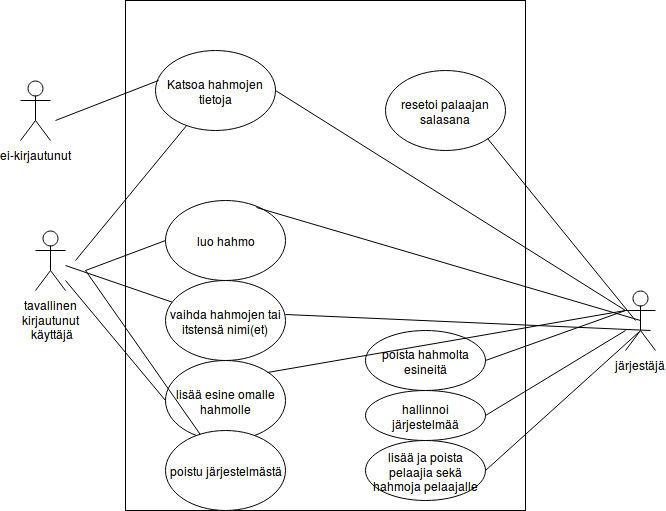 Katsoa hahmojen
tietoja
resetoi palaajan
salasana
ei-kirjautunut
luo hahmo
tavallinen
kirjautunut
käyttäjä
vaihda hahmojen tai
itstensä nimi(et)
poista hahmolta
esineitä
järjestäjä
lisää esine omalle
hahmolle
hallinnoi
järjestelmää
poistu järjestelmästä
lisää ja poista
pelaajia sekä
hahmoja pelaajalle